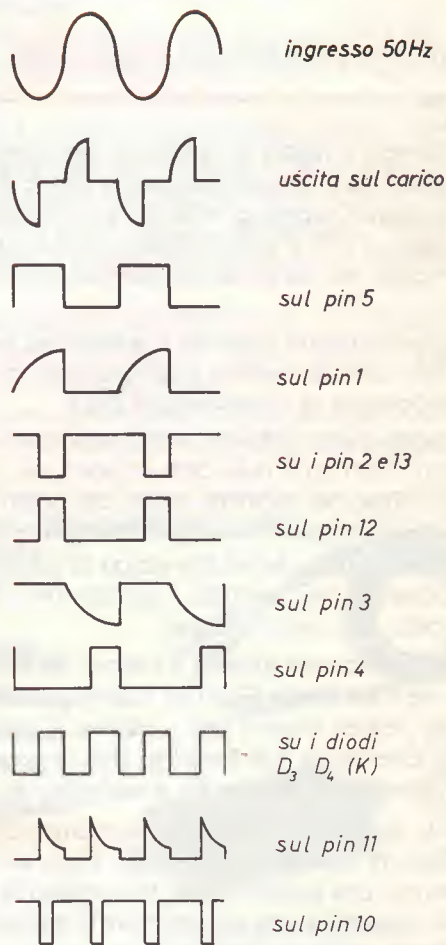 ingresso 50Hz
uscita sul carico
sul pin 5
sul pin 1
su i pin 2 e 13
sul pin 12
sul pin 3
sul pin 4
su i diodi
D3 D4 (K)
sul pin 11
sul pin 10